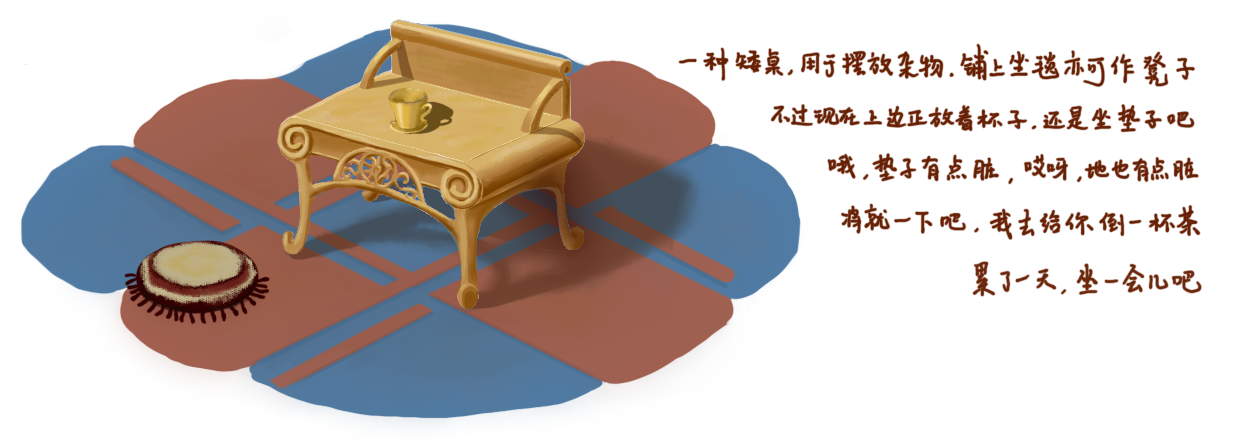 一种矮桌，用于摆放杂物．铺上坐毯亦可作凳子
不过现在上边正放着杯子．还是坐垫子吧
哦，垫子有点脏，哎呀，地也有点脏
将就一下吧．我去给你倒一杯茶
累了一天，坐一会儿吧